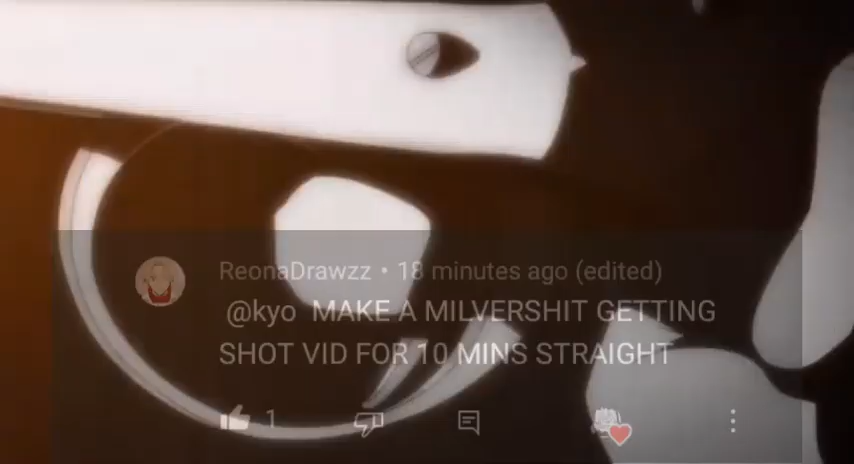 ReonaDrawzz • 18 minutes ago (edited)
@kyo MAKE A MILVERSHIT GETTING
SHOT VID FOR 10 MINS STRAIGHT
1